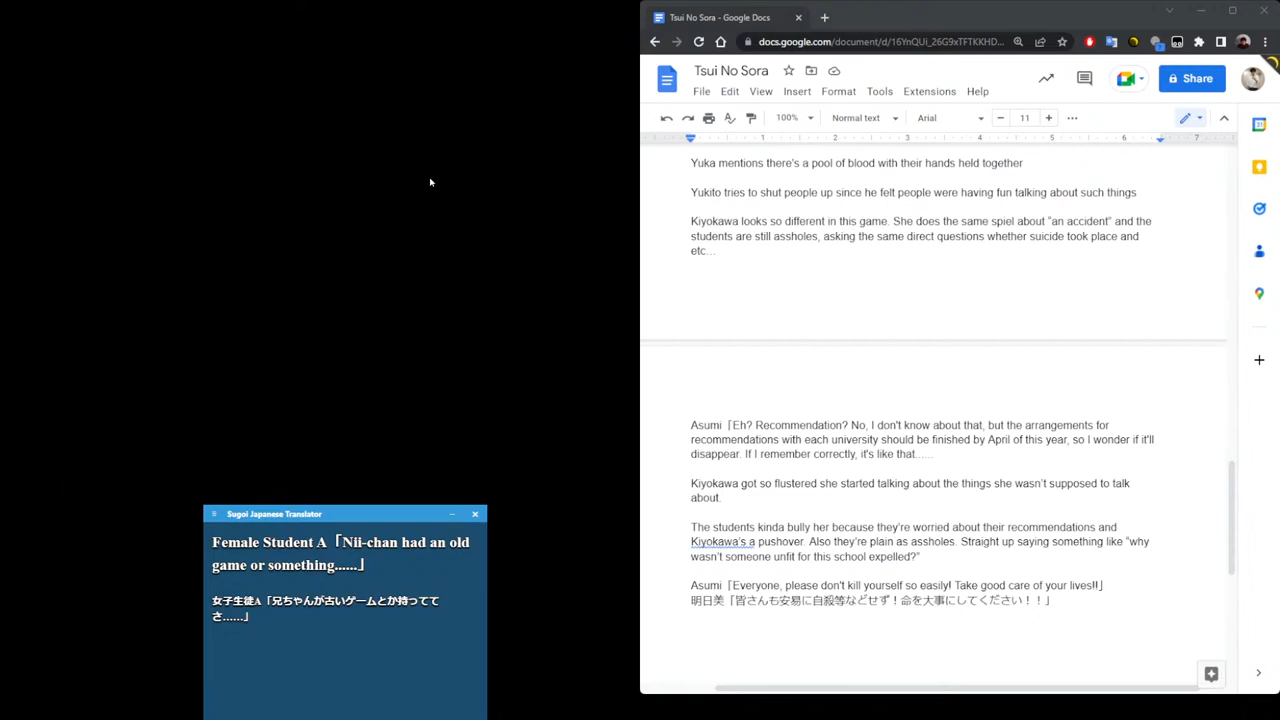 Tsui No Sora - Google Docs
docs.google.com/document/d/16YnQUi_26G9xTFTKKHD...
Tsui No Sora
File Edit View Insert Format Tools Extensions Help
Share
100% Normal text Arial 11
1 2 3 4 5 6 7
Yuka mentions there's a pool of blood with their hands held together
Yukito tries to shut people up since he felt people were having fun talking about such things
Kiyokawa looks so different in this game. She does the same spiel about "an accident" and the
students are still assholes, asking the same direct questions whether suicide took place and
etc...
Asumi「Eh? Recommendation? No, I don't know about that, but the arrangements for
recommendations with each university should be finished by April of this year, so I wonder if it'll
disappear. If I remember correctly, it's like that......
Kiyokawa got so flustered she started talking about the things she wasn't supposed to talk
about.
The students kinda bully her because they're worried about their recommendations and
Kiyokawa's a pushover. Also they're plain as assholes. Straight up saying something like "why
wasn't someone unfit for this school expelled?"
Asumi「Everyone, please don't kill yourself so easily! Take good care of your lives!!」
明日美「皆さんも安易に自殺等などせず！命を大事にしてください！！」
Sugoi Japanese Translator
Female Student A「Nii-chan had an old
game or something......」
女子生徒A「兄ちゃんが古いゲームとか持ってて
さ……」